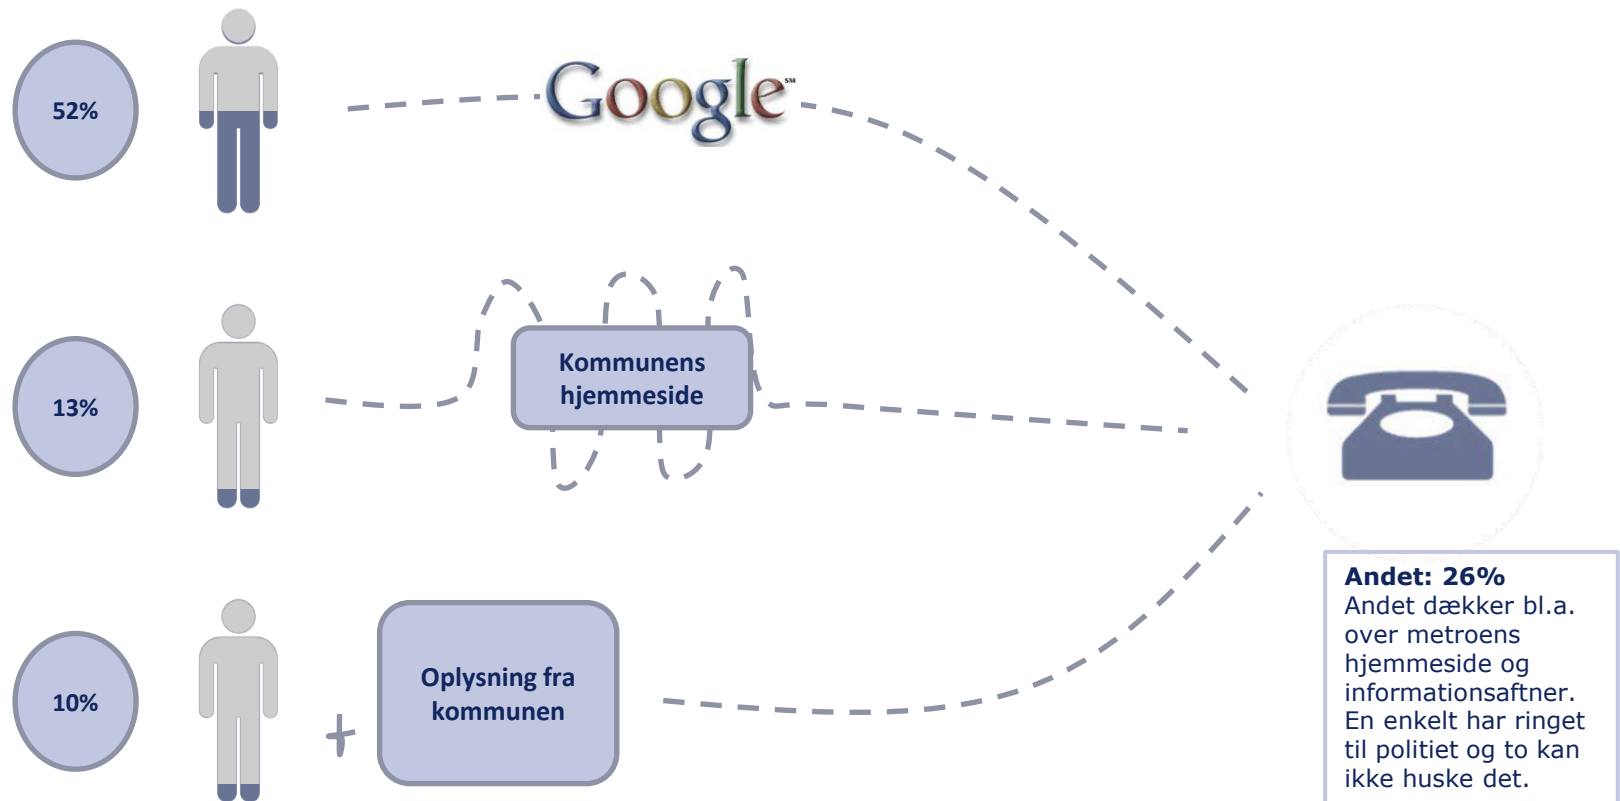 52%
Google℠
13%
Kommunens
hjemmeside
10%
Oplysning fra
kommunen
Andet: 26%
Andet dækker bl.a.
over metroens
hjemmeside og
informationsaftner.
En enkelt har ringet
til politiet og to kan
ikke huske det.